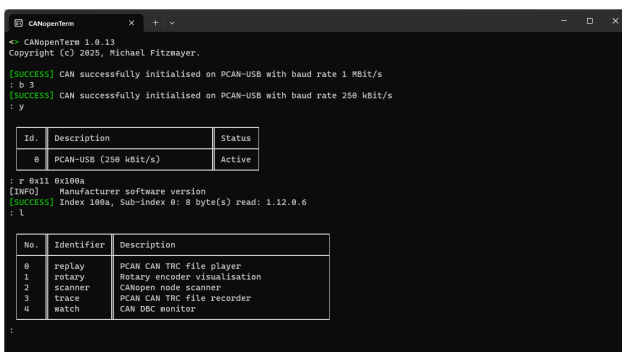 CANopenTerm
<> CANopenTerm 1.0.13
Copyright (c) 2025, Michael Fitzmayer.
[SUCCESS] CAN successfully initialised on PCAN-USB with baud rate 1 MBit/s
: b 3
[SUCCESS] CAN successfully initialised on PCAN-USB with baud rate 250 kBit/s
: y
Id. Description Status
0 PCAN-USB (250 kBit/s) Active
: r 0x11 0x100a
[INFO] Manufacturer software version
[SUCCESS] Index 100a, Sub-index 0: 8 byte(s) read: 1.12.0.6
: l
No. Identifier Description
0 replay PCAN CAN TRC file player
1 rotary Rotary encoder visualisation
2 scanner CANopen node scanner
3 trace PCAN CAN TRC file recorder
4 watch CAN DBC monitor
: